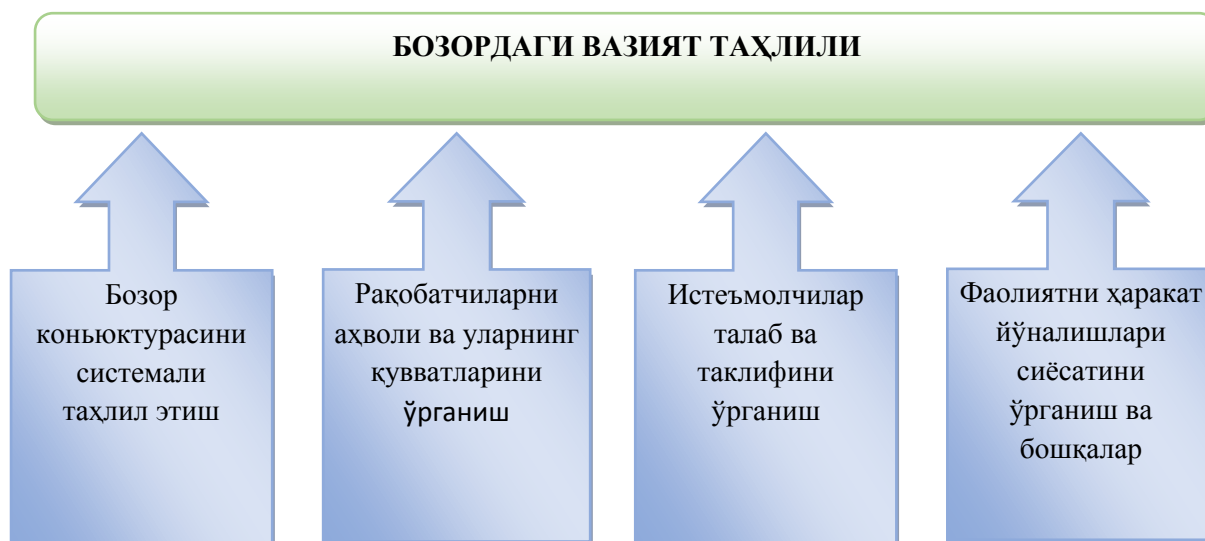 БОЗОРДАГИ ВАЗИЯТ ТАҲЛИЛИ
Бозор
коньюктурасини
системали
таҳлил этиш
Рақобатчиларни
аҳволи ва уларнинг
қувватларини
ўрганиш
Истеъмолчилар
талаб ва
таклифини
ўрганиш
Фаолиятни ҳаракат
йўналишлари
сиёсатини
ўрганиш ва
бошқалар